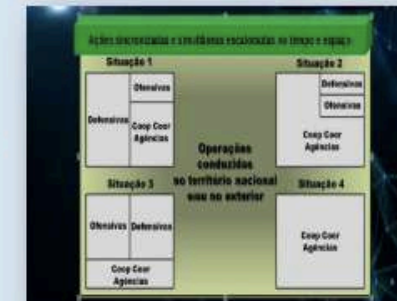 Ações sincronizadas e simultâneas escalonadas no tempo e espaço
Situação 1
Defensivas
Ofensivas
Coop Coor
Agências
Situação 2
Defensivas
Ofensivas
Coop Coor
Agências
Operações
conduzidas
no território nacional
e/ou no exterior
Situação 3
Ofensivas
Defensivas
Coop Coor
Agências
Situação 4
Coop Coor
Agências